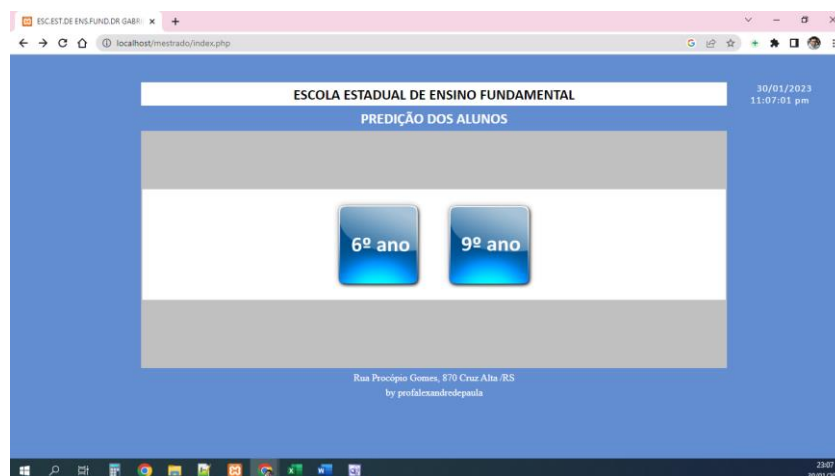 ESC.EST.DE ENS.FUND.DR GABRI
localhost/mestrado/index.php
30/01/2023
11:07:01 pm
ESCOLA ESTADUAL DE ENSINO FUNDAMENTAL
PREDIÇÃO DOS ALUNOS
6º ano
9º ano
Rua Procópio Gomes, 870 Cruz Alta /RS
by profalexandredepaula
23:07